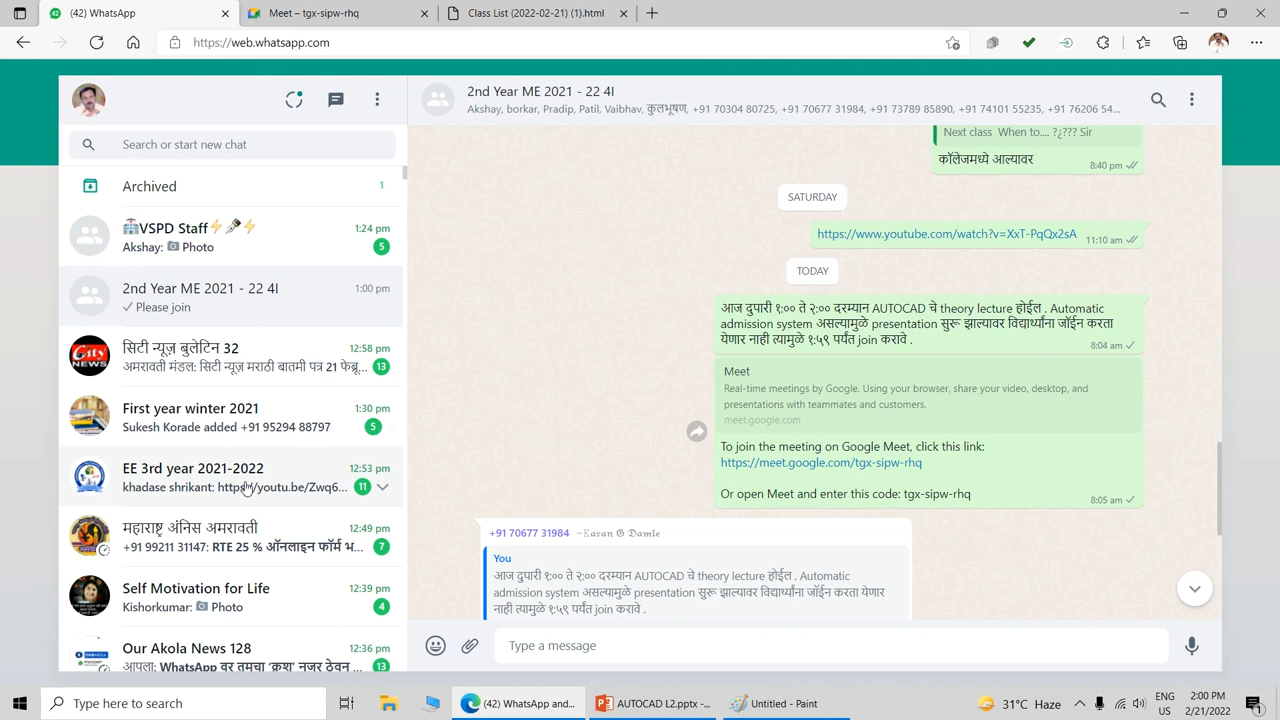 (42) WhatsApp
Meet – tgx-sipw-rhq
Class List (2022-02-21) (1).html
https://web.whatsapp.com
Search or start new chat
Archived 1
🏥VSPD Staff⚡🖋⚡ 1:24 pm
Akshay: 📷 Photo 5
2nd Year ME 2021 - 22 4I 1:00 pm
✓ Please join
सिटी न्यूज़ बुलेटिन 32 12:58 pm
अमरावती मंडल: सिटी न्यूज़ मराठी बातमी पत्र 21 फेब्रू... 13
First year winter 2021 1:30 pm
Sukesh Korade added +91 95294 88797 5
EE 3rd year 2021-2022 12:53 pm
khadase shrikant: https://youtu.be/Zwq6... 11
महाराष्ट्र अंनिस अमरावती 12:49 pm
+91 99211 31147: RTE 25 % ऑनलाइन फॉर्म भ... 7
Self Motivation for Life 12:39 pm
Kishorkumar: 📷 Photo 4
Our Akola News 128 12:36 pm
आपला: WhatsApp वर तुमचा 'क्रश' नजर ठेवून ... 13
2nd Year ME 2021 - 22 4I
Akshay, borkar, Pradip, Patil, Vaibhav, कुलभूषण, +91 70304 80725, +91 70677 31984, +91 73789 85890, +91 74101 55235, +91 76206 54...
Next class When to.... ?¿??? Sir
कॉलेजमध्ये आल्यावर 8:40 pm
SATURDAY
https://www.youtube.com/watch?v=XxT-PqQx2sA 11:10 am
TODAY
आज दुपारी १:०० ते २:०० दरम्यान AUTOCAD चे theory lecture होईल . Automatic
admission system असल्यामुळे presentation सुरू झाल्यावर विद्यार्थ्यांना जॉईन करता
येणार नाही त्यामुळे १:५९ पर्यंत join करावे . 8:04 am
Meet
Real-time meetings by Google. Using your browser, share your video, desktop, and
presentations with teammates and customers.
meet.google.com
To join the meeting on Google Meet, click this link:
https://meet.google.com/tgx-sipw-rhq
Or open Meet and enter this code: tgx-sipw-rhq 8:05 am
+91 70677 31984 ~Karan Damle
You
आज दुपारी १:०० ते २:०० दरम्यान AUTOCAD चे theory lecture होईल . Automatic
admission system असल्यामुळे presentation सुरू झाल्यावर विद्यार्थ्यांना जॉईन करता येणार
नाही त्यामुळे १:५९ पर्यंत join करावे .
Type a message
Type here to search
(42) WhatsApp and...
AUTOCAD L2.pptx -...
Untitled - Paint
31°C Haze
ENG
US
2:00 PM
2/21/2022
1